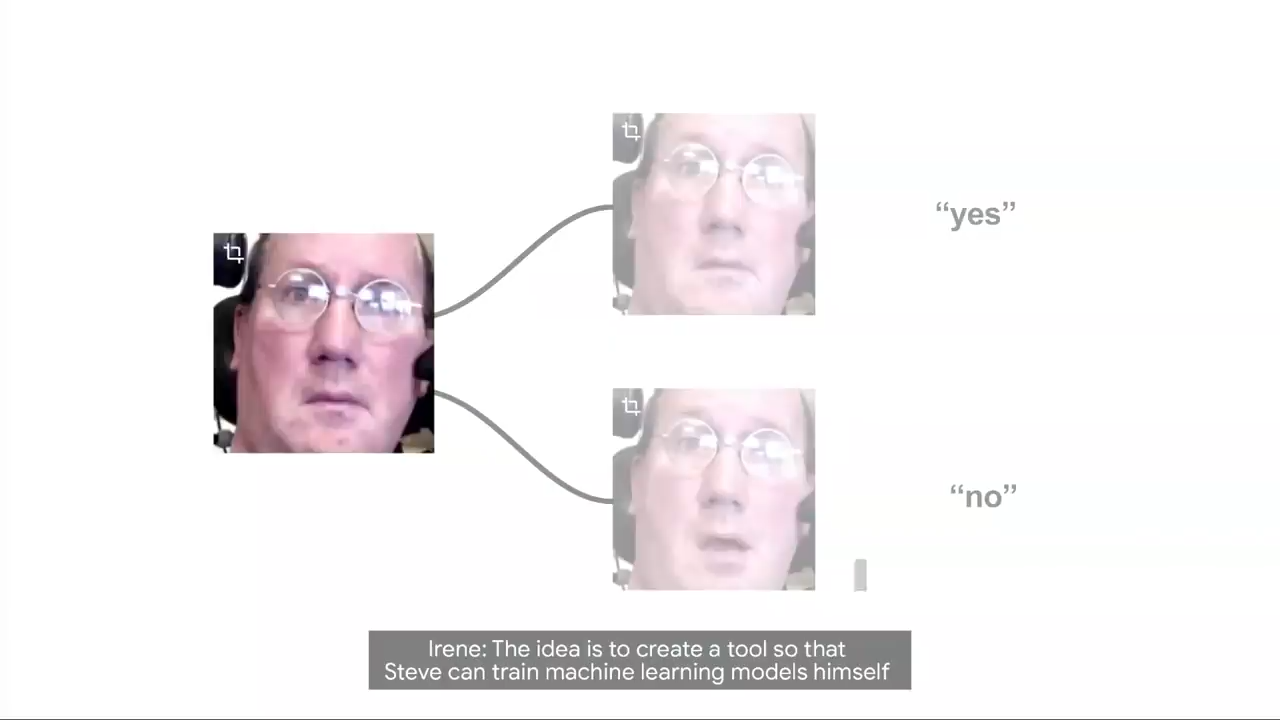 “yes”
“no”
Irene: The idea is to create a tool so that
Steve can train machine learning models himself